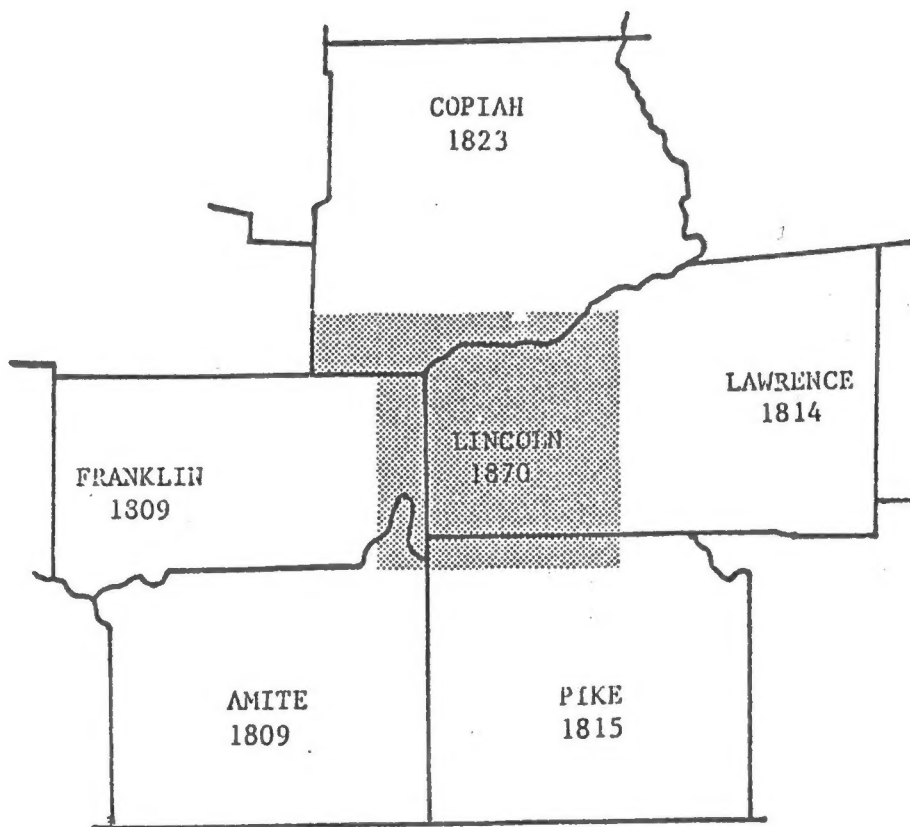 COPIAH
1823
LAWRENCE
1814
LINCOLN
1870
FRANKLIN
1809
AMITE
1809
PIKE
1815